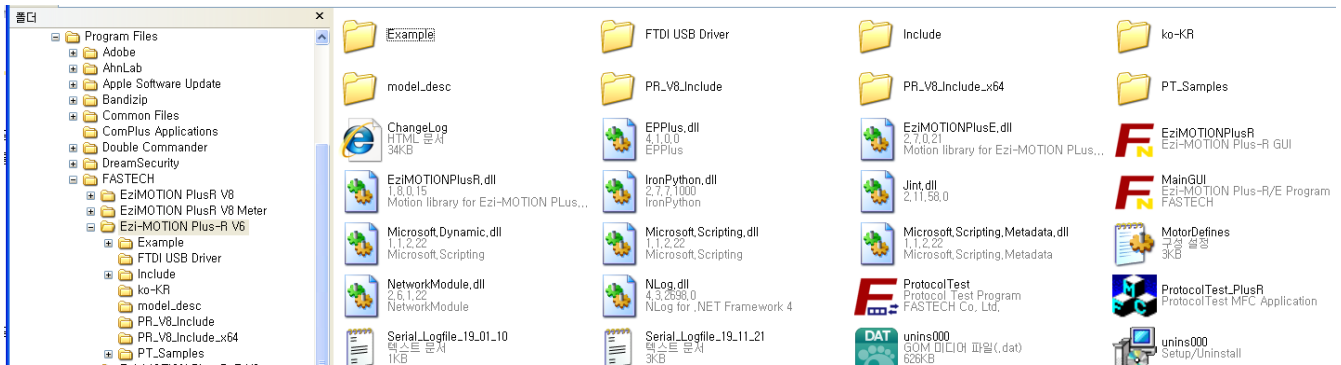 폴더
Program Files
Adobe
AhnLab
Apple Software Update
Bandizip
Common Files
ComPlus Applications
Double Commander
DreamSecurity
FASTECH
EziMOTION PlusR V8
EziMOTION PlusR V8 Meter
Ezi-MOTION Plus-R V6
Example
FTDI USB Driver
Include
ko-KR
model_desc
PR_V8_Include
PR_V8_Include_x64
PT_Samples
Example
FTDI USB Driver
Include
ko-KR
model_desc
PR_V8_Include
PR_V8_Include_x64
PT_Samples
ChangeLog
HTML 문서
34KB
EPPlus.dll
4.1.0.0
EPPlus
EziMOTIONPlusE.dll
2.7.0.21
Motion library for Ezi-MOTION PLus...
EziMOTIONPlusR
Ezi-MOTION Plus-R GUI
EziMOTIONPlusR.dll
1.8.0.15
Motion library for Ezi-MOTION PLus...
IronPython.dll
2.7.7.1000
IronPython
Jint.dll
2.11.58.0
MainGUI
Ezi-MOTION Plus-R/E Program
FASTECH
Microsoft.Dynamic.dll
1.1.2.22
Microsoft.Scripting
Microsoft.Scripting.dll
1.1.2.22
Microsoft.Scripting
Microsoft.Scripting.Metadata.dll
1.1.2.22
Microsoft.Scripting.Metadata
MotorDefines
구성 설정
3KB
NetworkModule.dll
2.6.1.22
NetworkModule
NLog.dll
4.3.2698.0
NLog for .NET Framework 4
ProtocolTest
Protocol Test Program
FASTECH Co, Ltd.
ProtocolTest_PlusR
ProtocolTest MFC Application
Serial_Logfile_19_01_10
텍스트 문서
1KB
Serial_Logfile_19_11_21
텍스트 문서
3KB
DAT
unins000
GOM 미디어 파일(.dat)
626KB
unins000
Setup/Uninstall